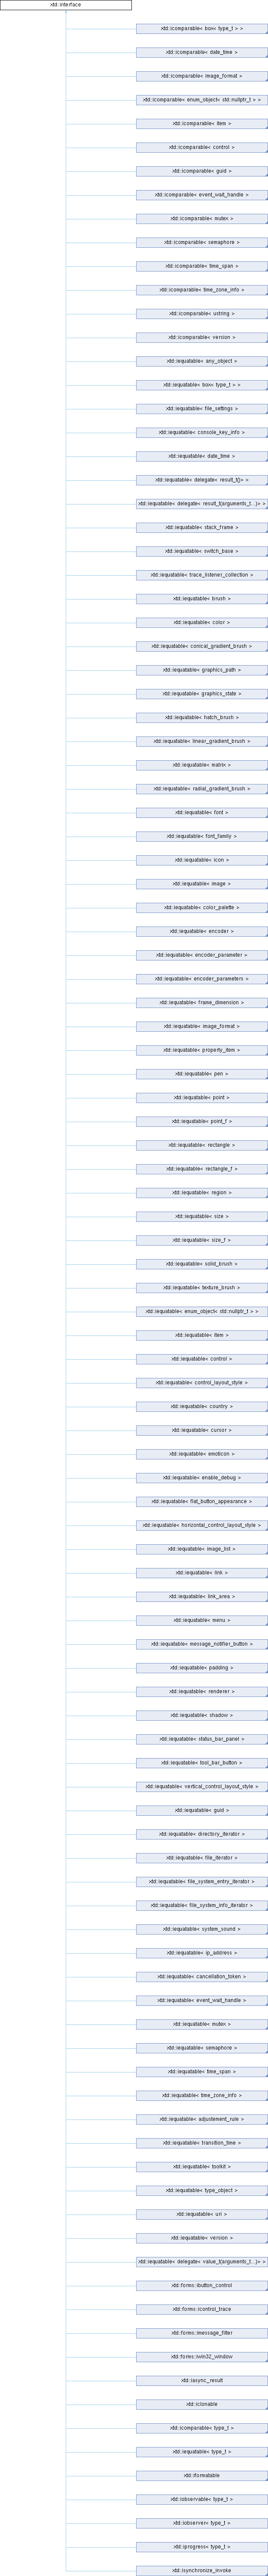 xtd::interface
xtd::icomparable< box< type_t > >
xtd::icomparable< date_time >
xtd::icomparable< image_format >
xtd::icomparable< enum_object< std::nullptr_t > >
xtd::icomparable< item >
xtd::icomparable< control >
xtd::icomparable< guid >
xtd::icomparable< event_wait_handle >
xtd::icomparable< mutex >
xtd::icomparable< semaphore >
xtd::icomparable< time_span >
xtd::icomparable< time_zone_info >
xtd::icomparable< ustring >
xtd::icomparable< version >
xtd::iequatable< any_object >
xtd::iequatable< box< type_t > >
xtd::iequatable< file_settings >
xtd::iequatable< console_key_info >
xtd::iequatable< date_time >
xtd::iequatable< delegate< result_t()> >
xtd::iequatable< delegate< result_t(arguments_t...)> >
xtd::iequatable< stack_frame >
xtd::iequatable< switch_base >
xtd::iequatable< trace_listener_collection >
xtd::iequatable< brush >
xtd::iequatable< color >
xtd::iequatable< conical_gradient_brush >
xtd::iequatable< graphics_path >
xtd::iequatable< graphics_state >
xtd::iequatable< hatch_brush >
xtd::iequatable< linear_gradient_brush >
xtd::iequatable< matrix >
xtd::iequatable< radial_gradient_brush >
xtd::iequatable< font >
xtd::iequatable< font_family >
xtd::iequatable< icon >
xtd::iequatable< image >
xtd::iequatable< color_palette >
xtd::iequatable< encoder >
xtd::iequatable< encoder_parameter >
xtd::iequatable< encoder_parameters >
xtd::iequatable< frame_dimension >
xtd::iequatable< image_format >
xtd::iequatable< property_item >
xtd::iequatable< pen >
xtd::iequatable< point >
xtd::iequatable< point_f >
xtd::iequatable< rectangle >
xtd::iequatable< rectangle_f >
xtd::iequatable< region >
xtd::iequatable< size >
xtd::iequatable< size_f >
xtd::iequatable< solid_brush >
xtd::iequatable< texture_brush >
xtd::iequatable< enum_object< std::nullptr_t > >
xtd::iequatable< item >
xtd::iequatable< control >
xtd::iequatable< control_layout_style >
xtd::iequatable< country >
xtd::iequatable< cursor >
xtd::iequatable< emoticon >
xtd::iequatable< enable_debug >
xtd::iequatable< flat_button_appearance >
xtd::iequatable< horizontal_control_layout_style >
xtd::iequatable< image_list >
xtd::iequatable< link >
xtd::iequatable< link_area >
xtd::iequatable< menu >
xtd::iequatable< message_notifier_button >
xtd::iequatable< padding >
xtd::iequatable< renderer >
xtd::iequatable< shadow >
xtd::iequatable< status_bar_panel >
xtd::iequatable< tool_bar_button >
xtd::iequatable< vertical_control_layout_style >
xtd::iequatable< guid >
xtd::iequatable< directory_iterator >
xtd::iequatable< file_iterator >
xtd::iequatable< file_system_entry_iterator >
xtd::iequatable< file_system_info_iterator >
xtd::iequatable< system_sound >
xtd::iequatable< ip_address >
xtd::iequatable< cancellation_token >
xtd::iequatable< event_wait_handle >
xtd::iequatable< mutex >
xtd::iequatable< semaphore >
xtd::iequatable< time_span >
xtd::iequatable< time_zone_info >
xtd::iequatable< adjustement_rule >
xtd::iequatable< transition_time >
xtd::iequatable< toolkit >
xtd::iequatable< type_object >
xtd::iequatable< uri >
xtd::iequatable< version >
xtd::iequatable< delegate< value_t(arguments_t...)> >
xtd::forms::ibutton_control
xtd::forms::icontrol_trace
xtd::forms::imessage_filter
xtd::forms::iwin32_window
xtd::iasync_result
xtd::iclonable
xtd::icomparable< type_t >
xtd::iequatable< type_t >
xtd::iformatable
xtd::iobservable< type_t >
xtd::iobserver< type_t >
xtd::iprogress< type_t >
xtd::isynchronize_invoke